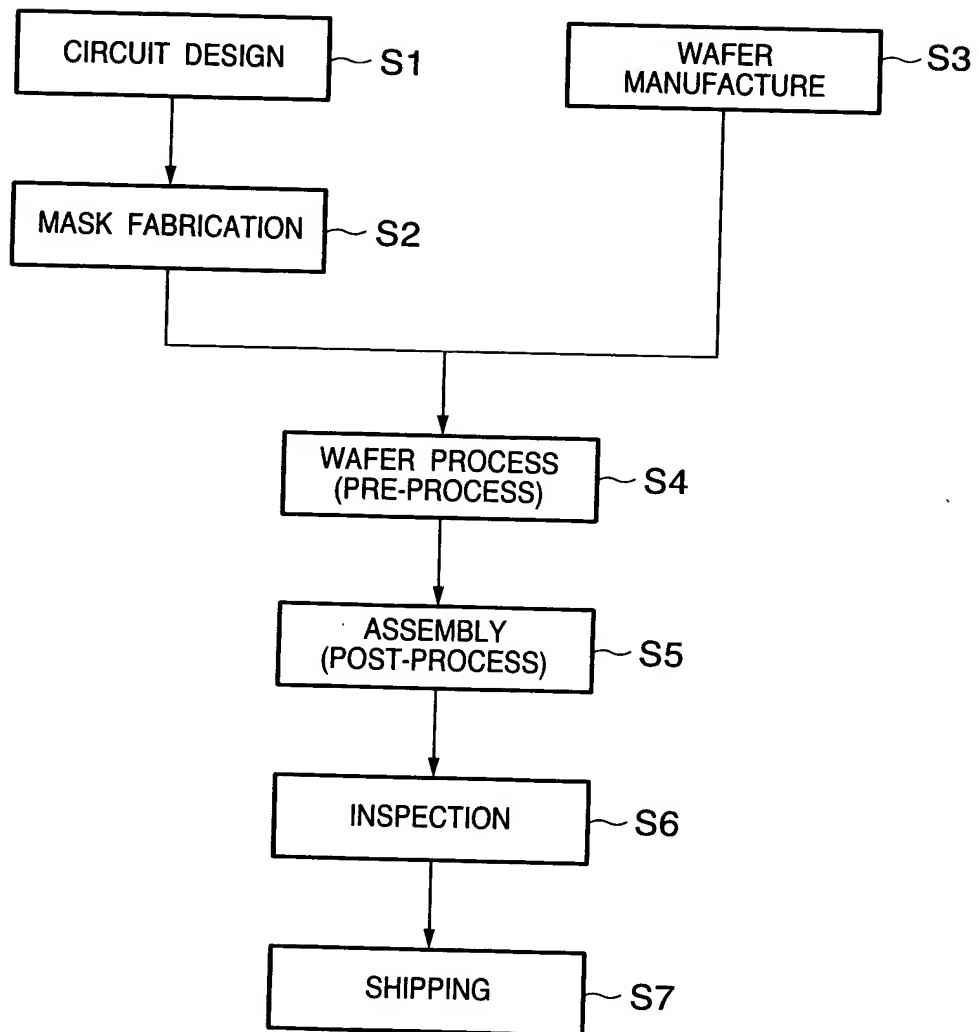 CIRCUIT DESIGN
S1
WAFER
MANUFACTURE
S3
MASK FABRICATION
S2
WAFER PROCESS
(PRE-PROCESS)
S4
ASSEMBLY
(POST-PROCESS)
S5
INSPECTION
S6
SHIPPING
S7